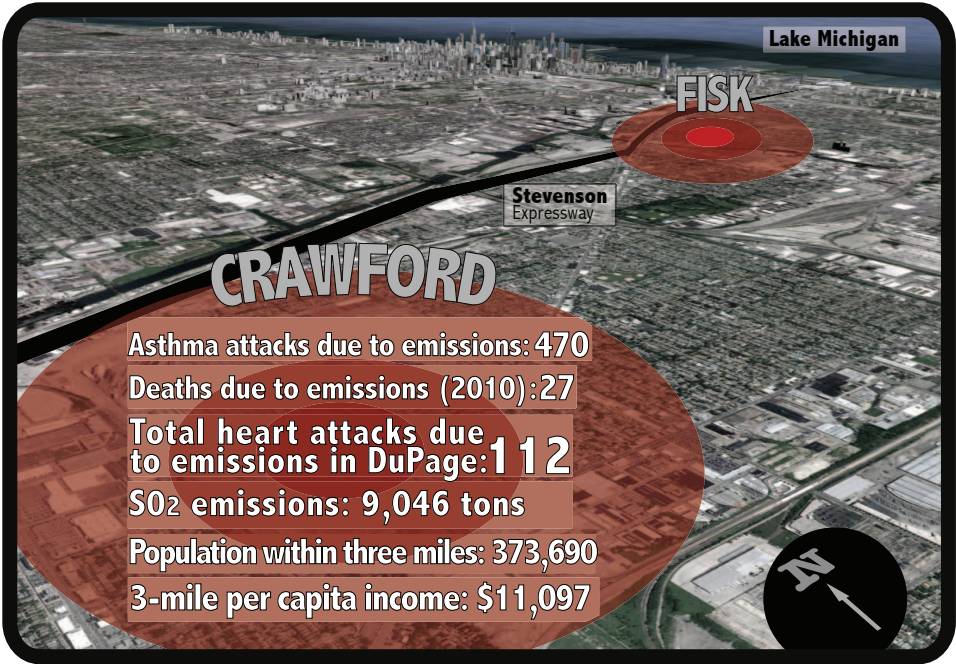 Lake Michigan
FISK
Stevenson
Expressway
CRAWFORD
Asthma attacks due to emissions: 470
Deaths due to emissions (2010): 27
Total heart attacks due
to emissions in DuPage: 112
SO2 emissions: 9,046 tons
Population within three miles: 373,690
3-mile per capita income: $11,097
N